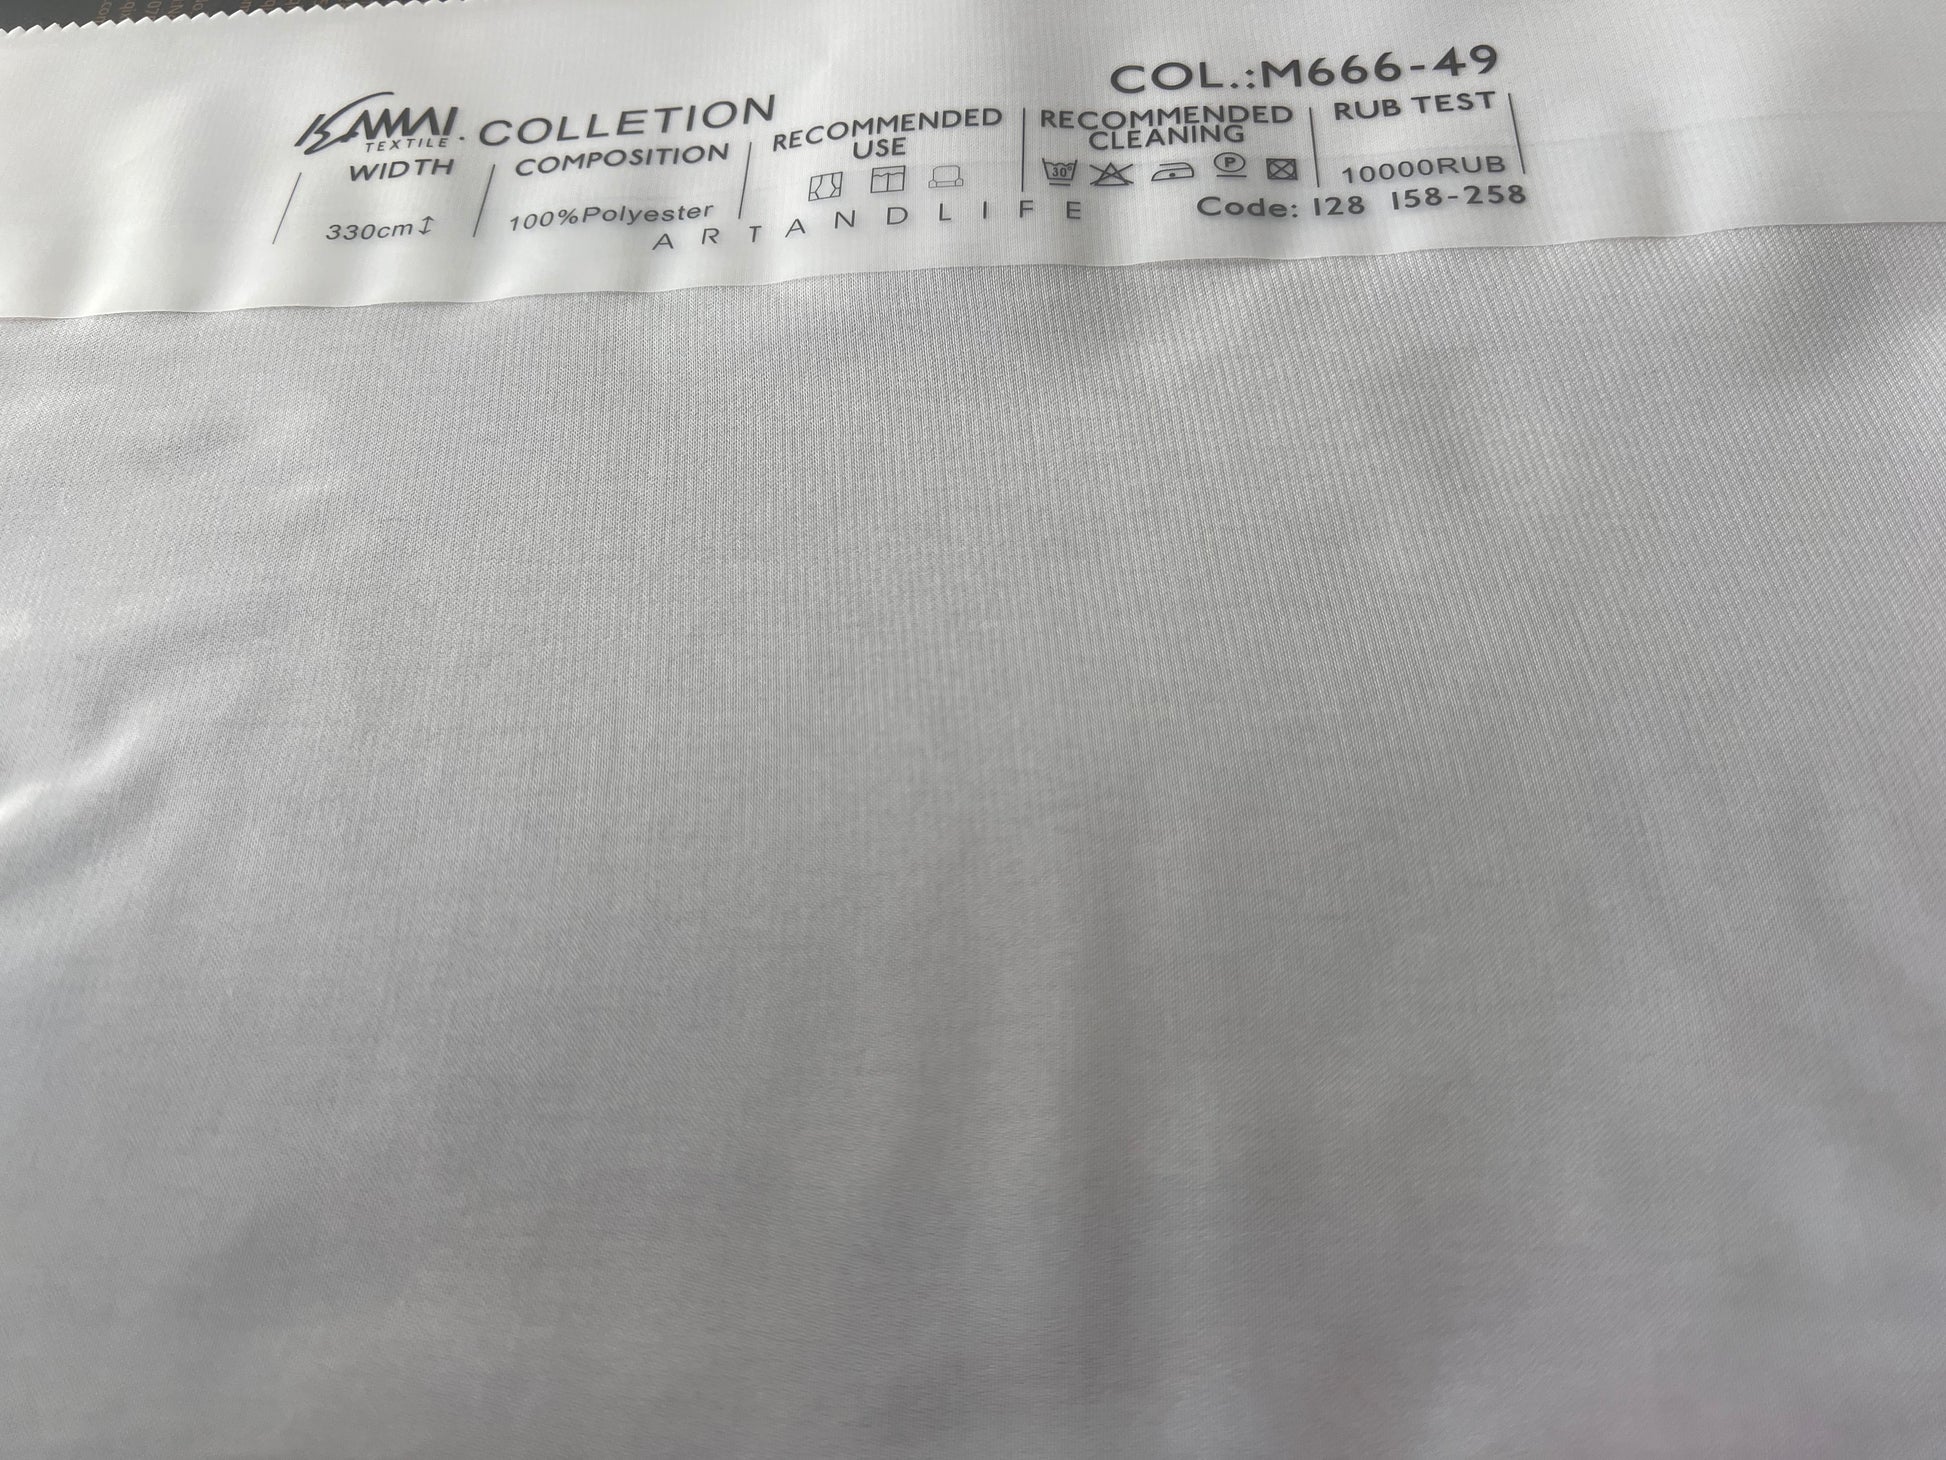 COL.:M666-49
KAMAI. COLLETION
TEXTILE
WIDTH
330cm↕
COMPOSITION
100%Polyester
RECOMMENDED
USE
RECOMMENDED
CLEANING
30°
P
RUB TEST
10000RUB
ARTANDLIFE
Code: 128 158-258